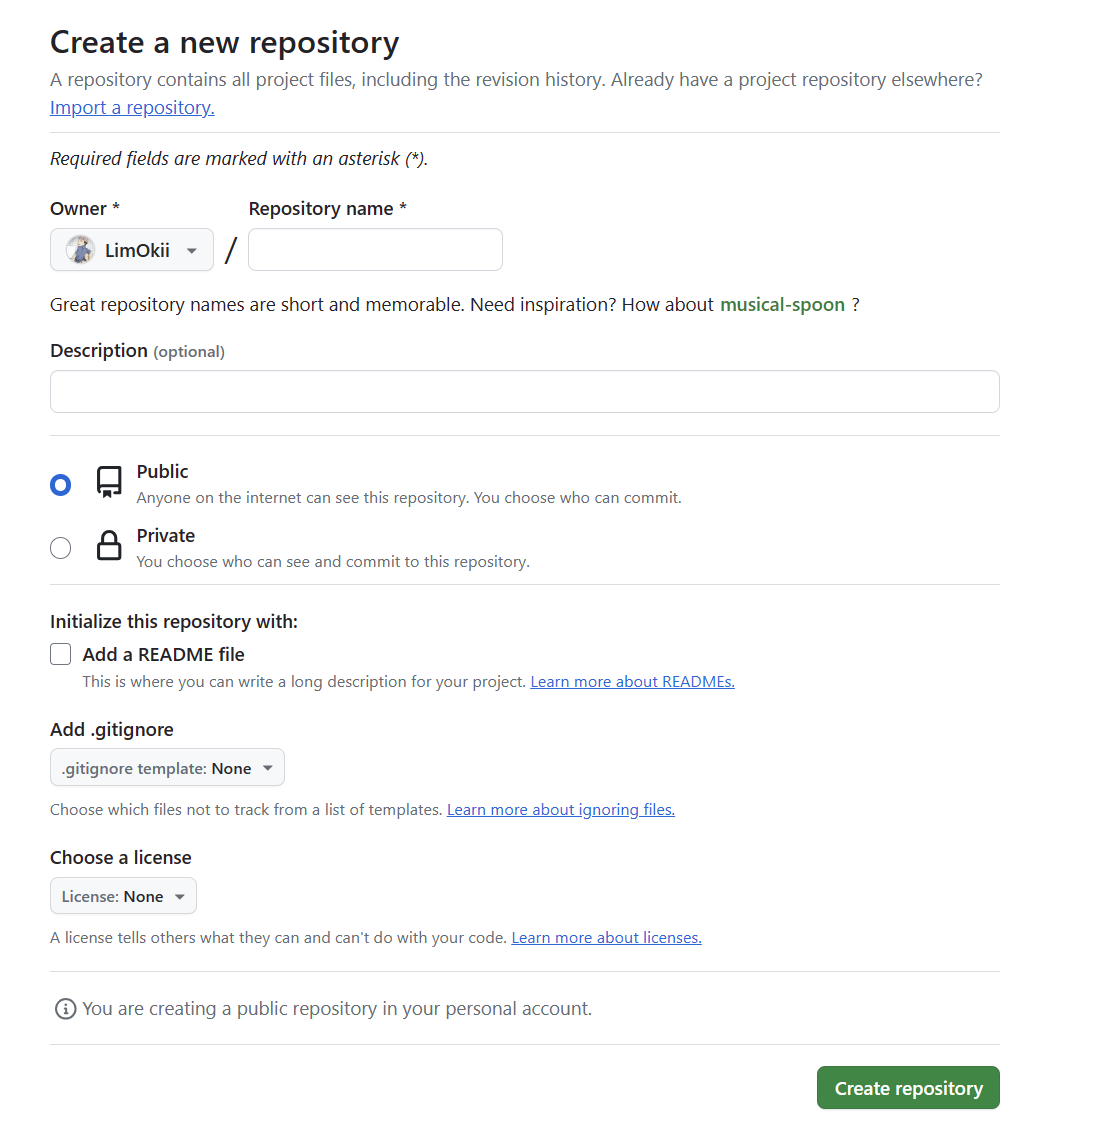 Create a new repository
A repository contains all project files, including the revision history. Already have a project repository elsewhere?
Import a repository.
Required fields are marked with an asterisk (*).
Owner * Repository name *
LimOkii /
Great repository names are short and memorable. Need inspiration? How about musical-spoon ?
Description (optional)
Public
Anyone on the internet can see this repository. You choose who can commit.
Private
You choose who can see and commit to this repository.
Initialize this repository with:
Add a README file
This is where you can write a long description for your project. Learn more about READMEs.
Add .gitignore
.gitignore template: None
Choose which files not to track from a list of templates. Learn more about ignoring files.
Choose a license
License: None
A license tells others what they can and can't do with your code. Learn more about licenses.
You are creating a public repository in your personal account.
Create repository